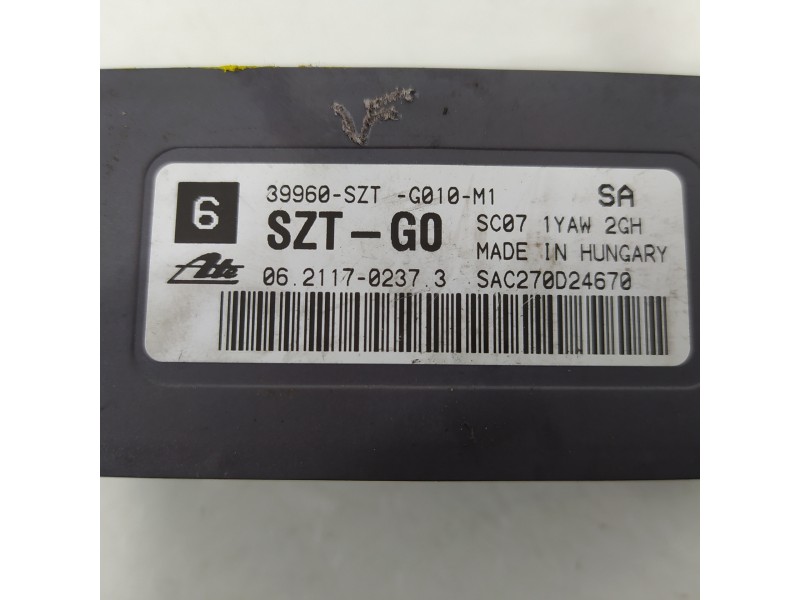 6
39960-SZT -G010-M1 SA
SZT-G0 SC07 1YAW 2GH
MADE IN HUNGARY
Ate 06.2117-0237.3 SAC270D24670